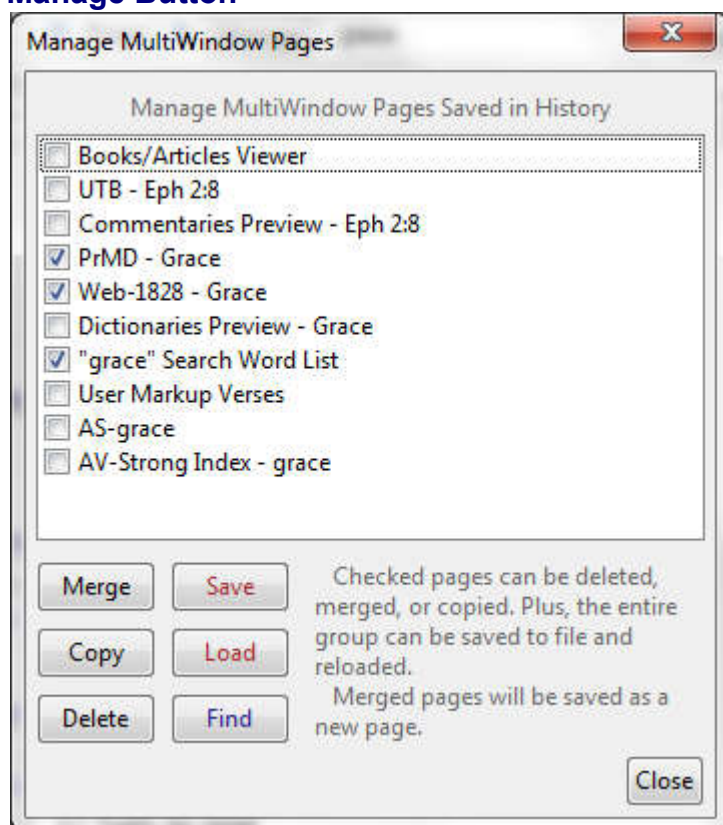 Manage Button
Manage MultiWindow Pages
X
Manage MultiWindow Pages Saved in History
Books/Articles Viewer
UTB - Eph 2:8
Commentaries Preview - Eph 2:8
PrMD - Grace
Web-1828 - Grace
Dictionaries Preview - Grace
"grace" Search Word List
User Markup Verses
AS-grace
AV-Strong Index - grace
Merge Save
Copy Load
Delete Find
Checked pages can be deleted,
merged, or copied. Plus, the entire
group can be saved to file and
reloaded.
Merged pages will be saved as a
new page.
Close